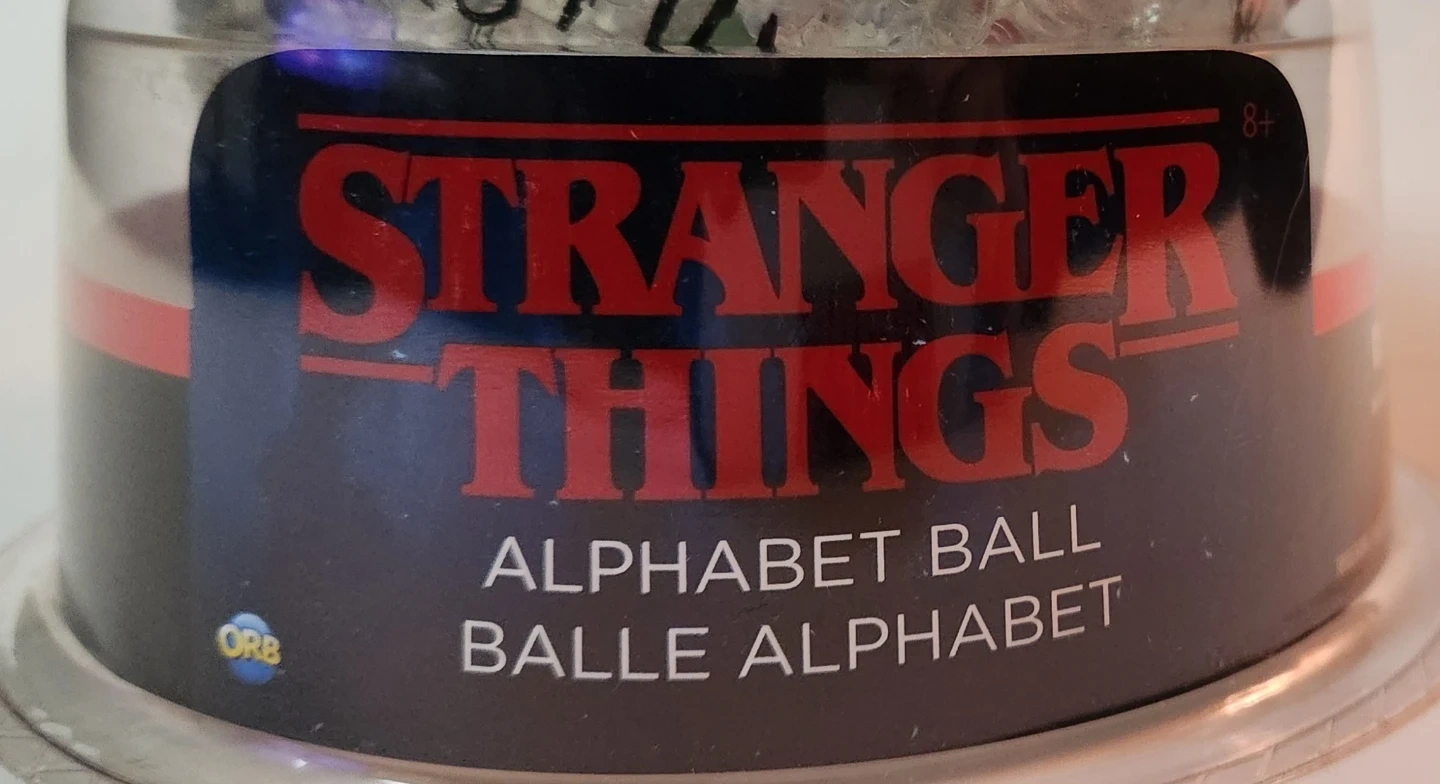 8+
STRANGER
THINGS
ALPHABET BALL
BALLE ALPHABET
ORB